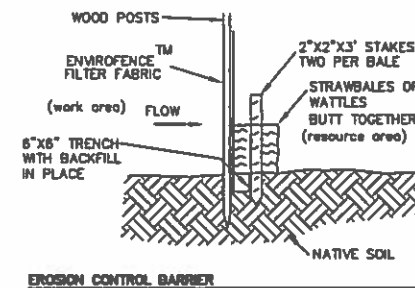 WOOD POSTS
TM
ENVIROFENCE
FILTER FABRIC
(work area)
FLOW
6"X6" TRENCH
WITH BACKFILL
IN PLACE
2"X2"X3' STAKES
TWO PER BALE
STRAWBALES OR
WATTLES
BUTT TOGETHER
(resource area)
NATIVE SOIL
EROSION CONTROL BARRIER